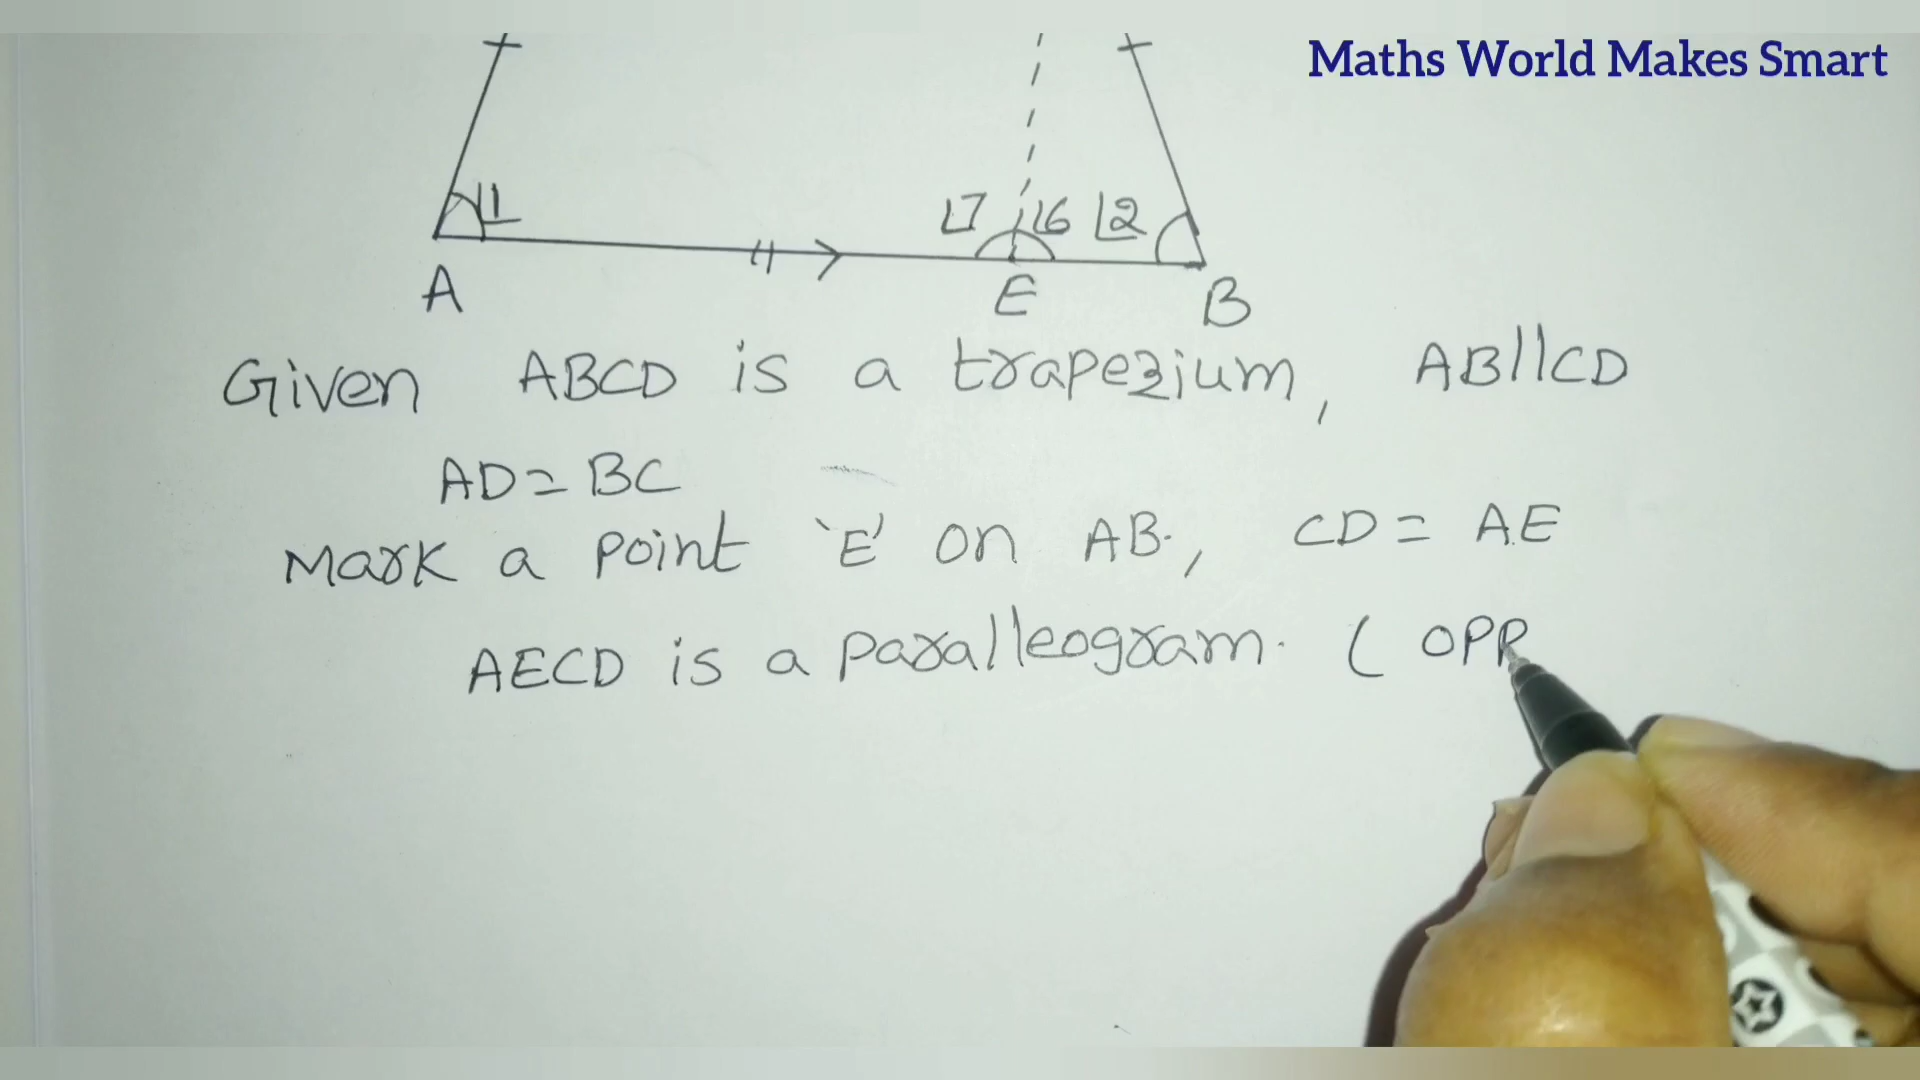 Maths World Makes Smart
∠1 ∠7 ∠6 ∠2
A E B
Given ABCD is a trapezium, AB||CD
AD = BC
Mark a point 'E' on AB., CD = AE
AECD is a paralleogram. ( OPP